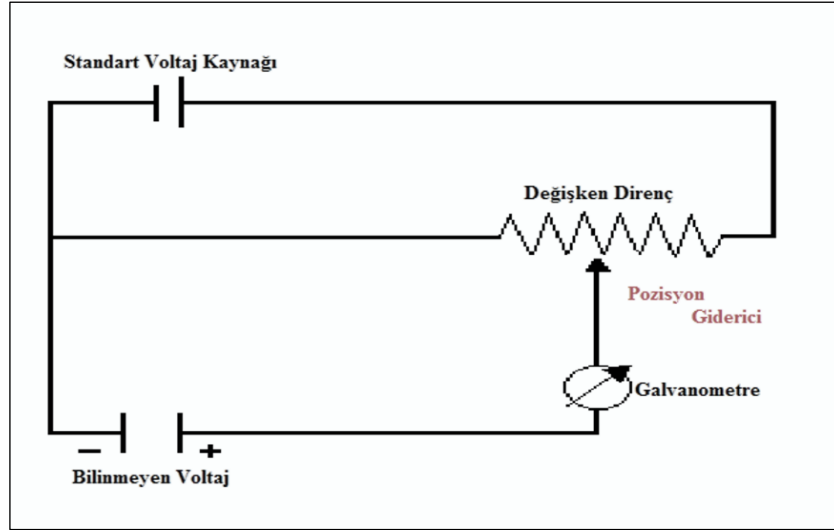 Standart Voltaj Kaynağı
Değişken Direnç
Pozisyon
Giderici
Galvanometre
− +
Bilinmeyen Voltaj